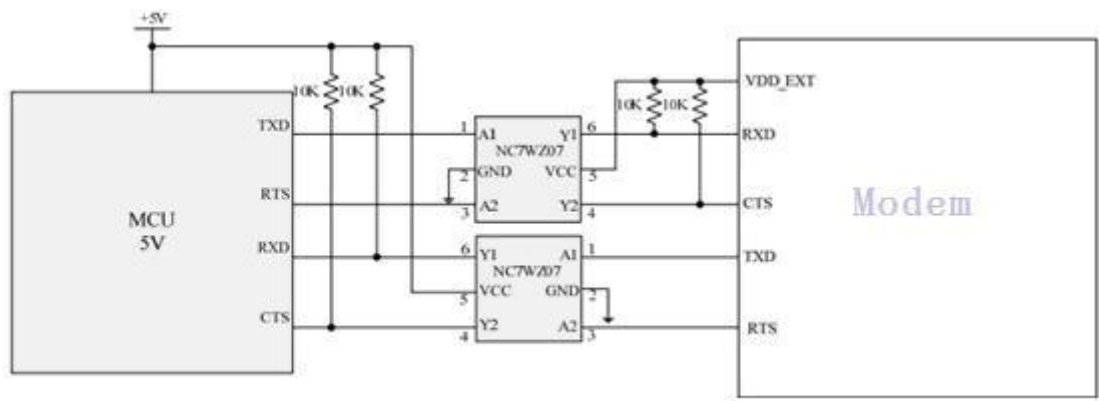 +5V
10K 10K
VDD_EXT
10K 10K
TXD 1 A1 Y1 6 RXD
NC7WZ07
2 GND VCC 5
RTS 3 A2 Y2 4 CTS
MCU
5V
Modem
RXD 6 Y1 A1 1 TXD
NC7WZ07
5 VCC GND 2
CTS 4 Y2 A2 3 RTS